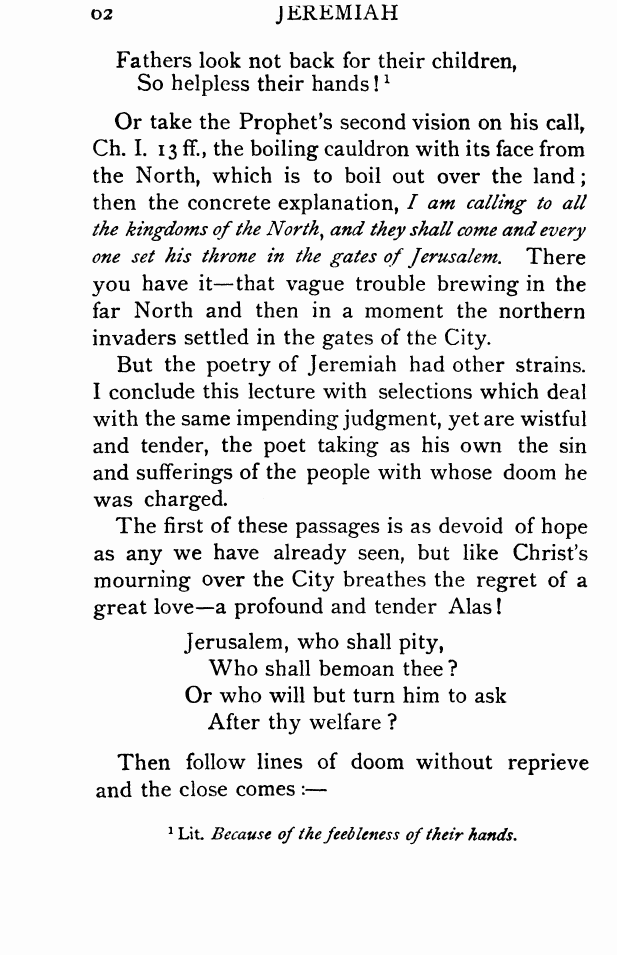 02 JEREMIAH
Fathers look not back for their children,
So helpless their hands!¹
Or take the Prophet's second vision on his call,
Ch. I. 13 ff., the boiling cauldron with its face from
the North, which is to boil out over the land;
then the concrete explanation, I am calling to all
the kingdoms of the North, and they shall come and every
one set his throne in the gates of Jerusalem. There
you have it—that vague trouble brewing in the
far North and then in a moment the northern
invaders settled in the gates of the City.
But the poetry of Jeremiah had other strains.
I conclude this lecture with selections which deal
with the same impending judgment, yet are wistful
and tender, the poet taking as his own the sin
and sufferings of the people with whose doom he
was charged.
The first of these passages is as devoid of hope
as any we have already seen, but like Christ's
mourning over the City breathes the regret of a
great love—a profound and tender Alas!
Jerusalem, who shall pity,
Who shall bemoan thee?
Or who will but turn him to ask
After thy welfare?
Then follow lines of doom without reprieve
and the close comes:—
¹ Lit. Because of the feebleness of their hands.